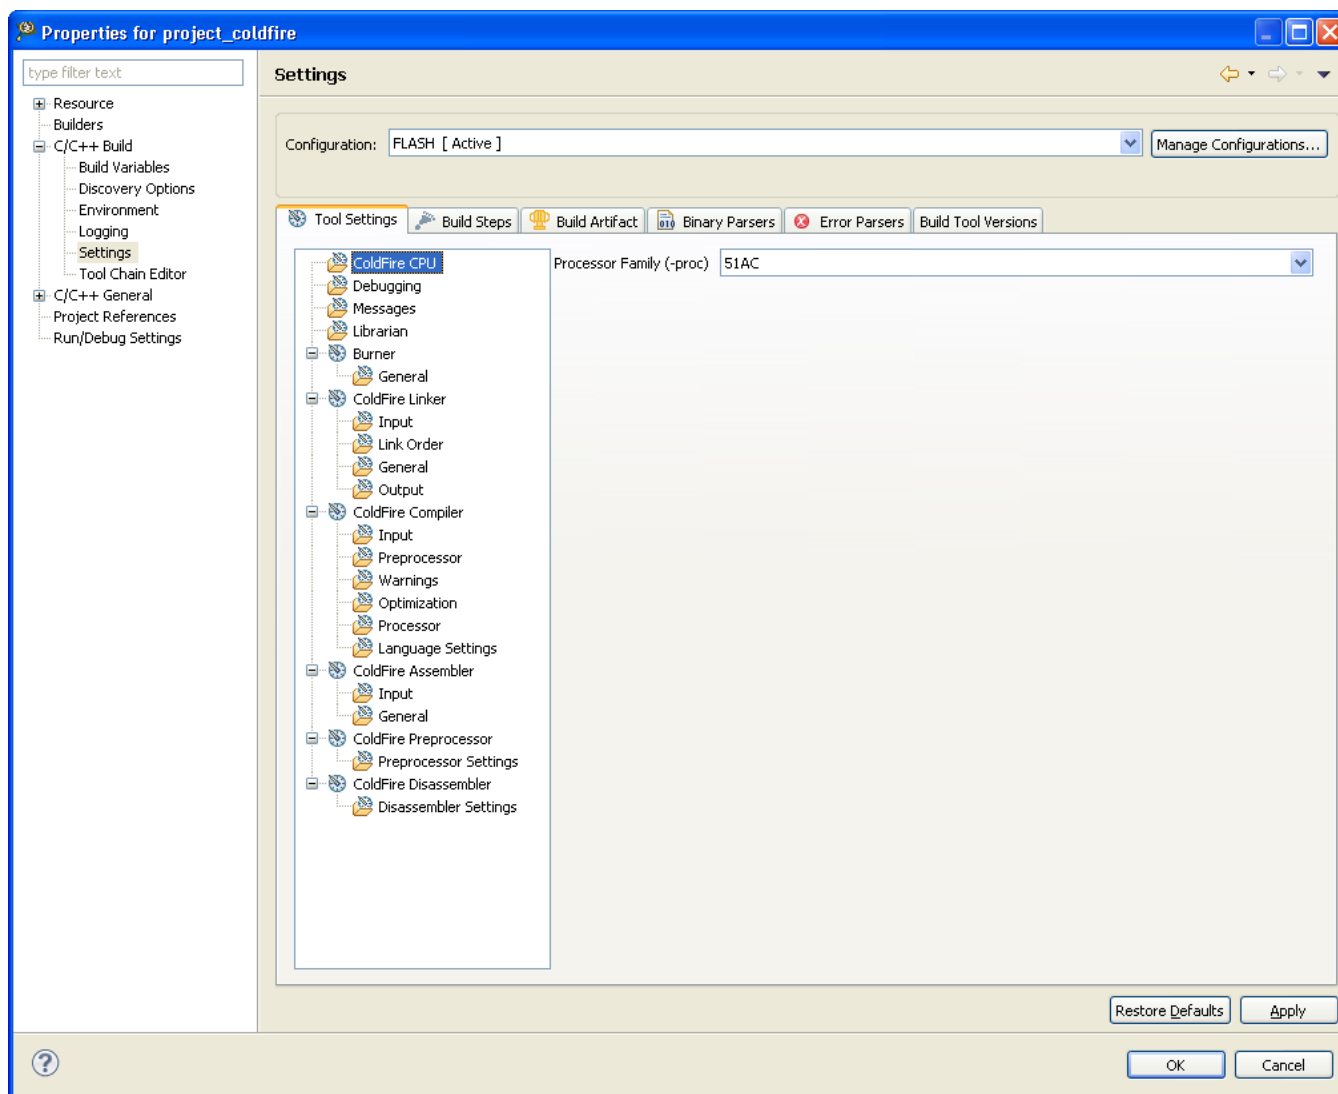 Properties for project_coldfire
type filter text
Resource
Builders
C/C++ Build
Build Variables
Discovery Options
Environment
Logging
Settings
Tool Chain Editor
C/C++ General
Project References
Run/Debug Settings
Settings
Configuration: FLASH [ Active ] Manage Configurations...
Tool Settings Build Steps Build Artifact Binary Parsers Error Parsers Build Tool Versions
ColdFire CPU
Debugging
Messages
Librarian
Burner
General
ColdFire Linker
Input
Link Order
General
Output
ColdFire Compiler
Input
Preprocessor
Warnings
Optimization
Processor
Language Settings
ColdFire Assembler
Input
General
ColdFire Preprocessor
Preprocessor Settings
ColdFire Disassembler
Disassembler Settings
Processor Family (-proc) 51AC
Restore Defaults Apply
OK Cancel